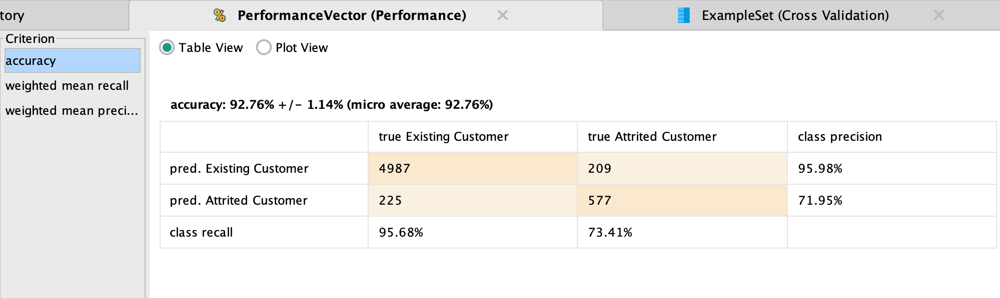 tory
PerformanceVector (Performance)
ExampleSet (Cross Validation)
Criterion
accuracy
weighted mean recall
weighted mean preci...
Table View
Plot View
accuracy: 92.76% +/- 1.14% (micro average: 92.76%)
true Existing Customer true Attrited Customer class precision
pred. Existing Customer 4987 209 95.98%
pred. Attrited Customer 225 577 71.95%
class recall 95.68% 73.41%